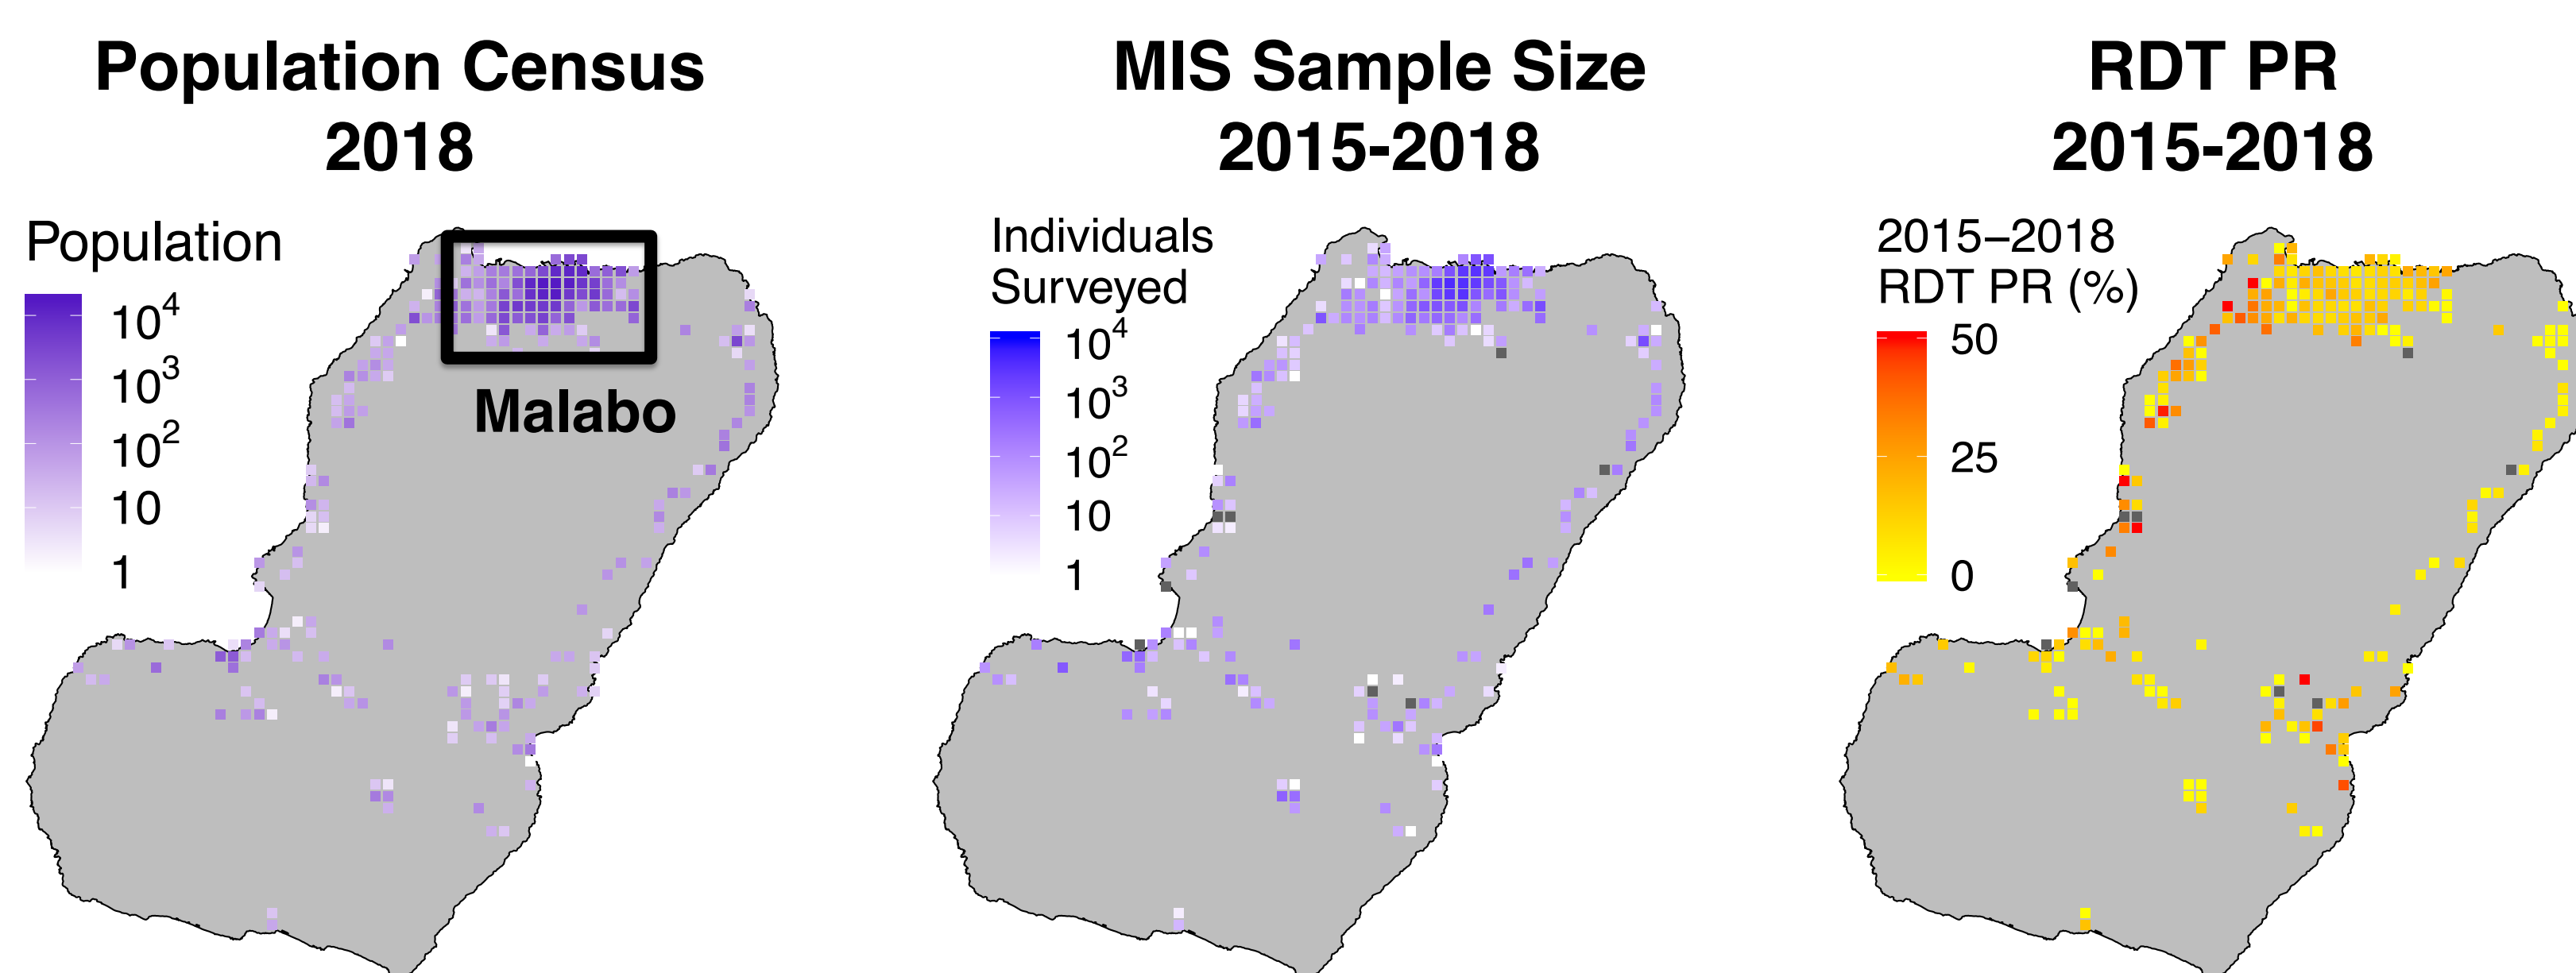 Population Census
2018
Population
10⁴
10³
10²
10
1
Malabo
MIS Sample Size
2015-2018
Individuals
Surveyed
10⁴
10³
10²
10
1
RDT PR
2015-2018
2015–2018
RDT PR (%)
50
25
0